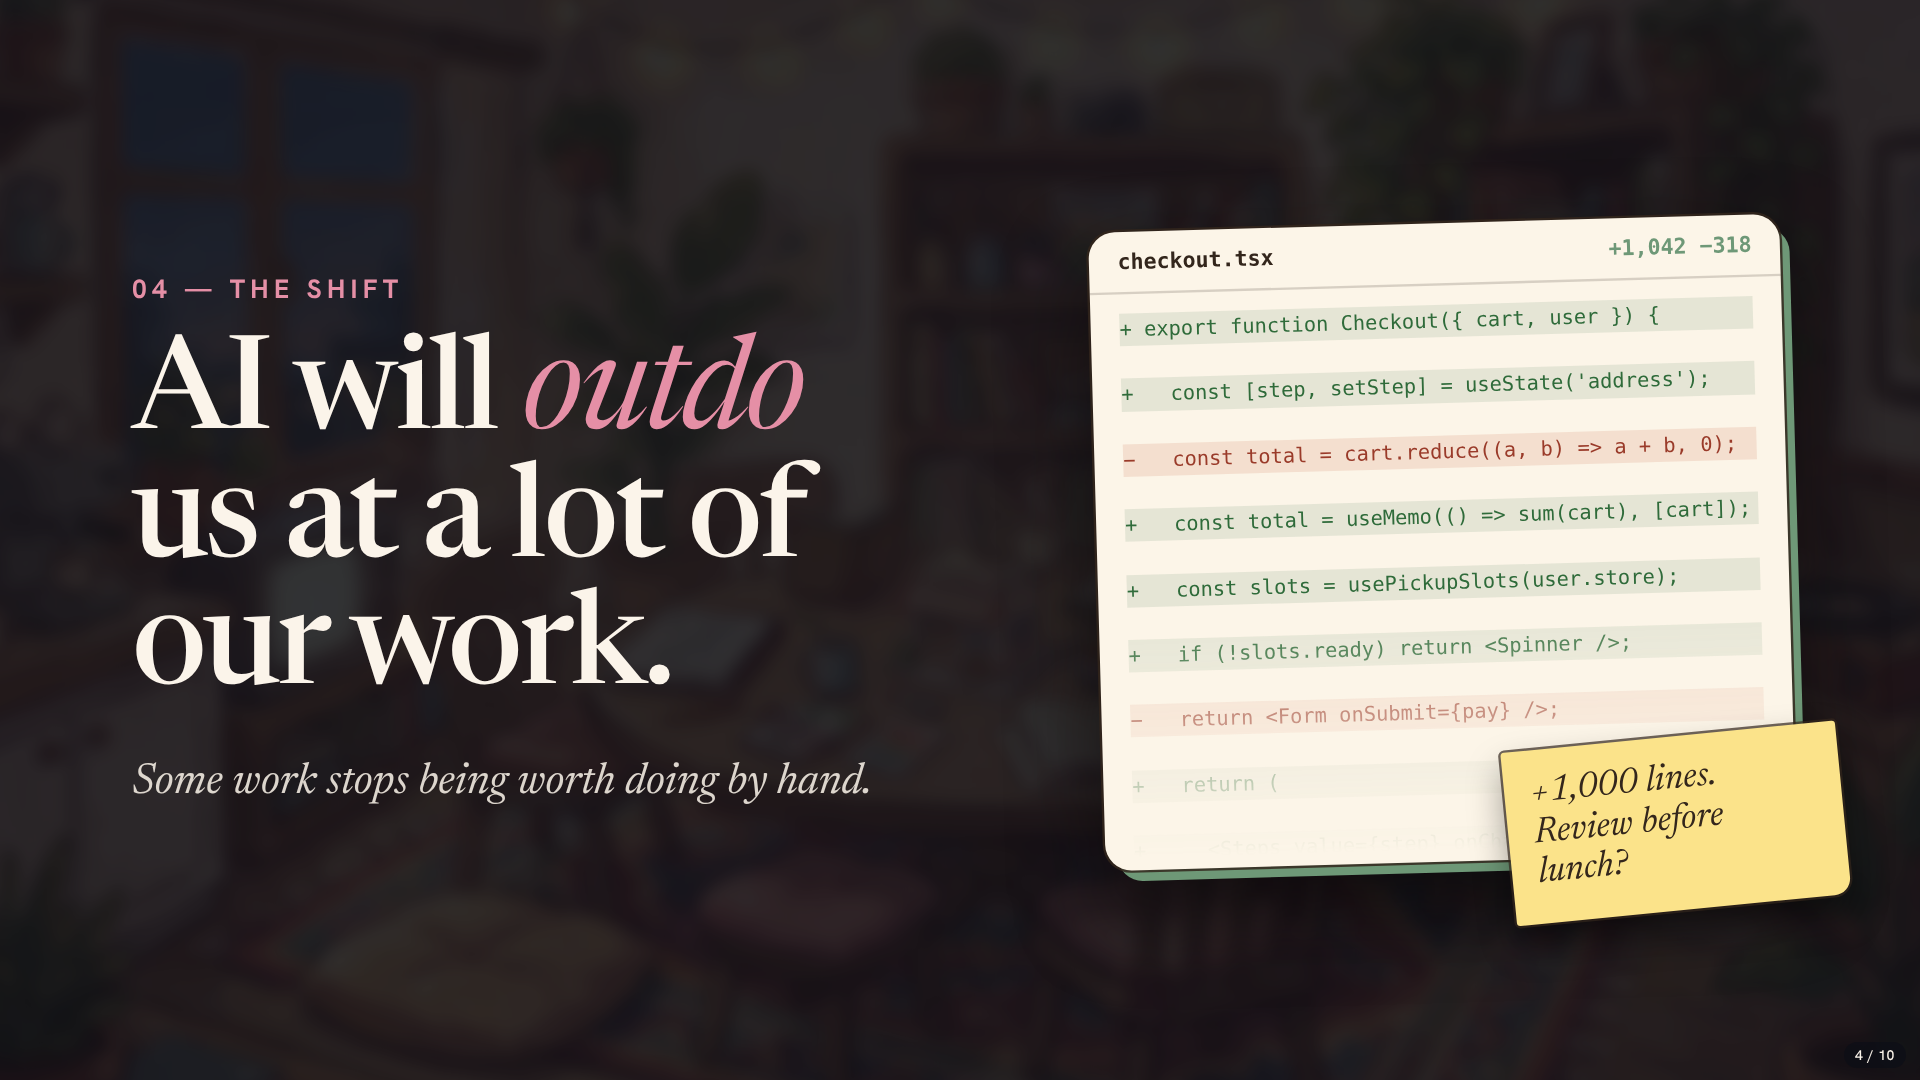 04 — THE SHIFT
AI will outdo
us at a lot of
our work.
Some work stops being worth doing by hand.
checkout.tsx
+1,042 −318
+ export function Checkout({ cart, user }) {
+   const [step, setStep] = useState('address');
−   const total = cart.reduce((a, b) => a + b, 0);
+   const total = useMemo(() => sum(cart), [cart]);
+   const slots = usePickupSlots(user.store);
+   if (!slots.ready) return <Spinner />;
−   return <Form onSubmit={pay} />;
+   return (
+     <Steps value={step}
+1,000 lines.
Review before
lunch?
4 / 10